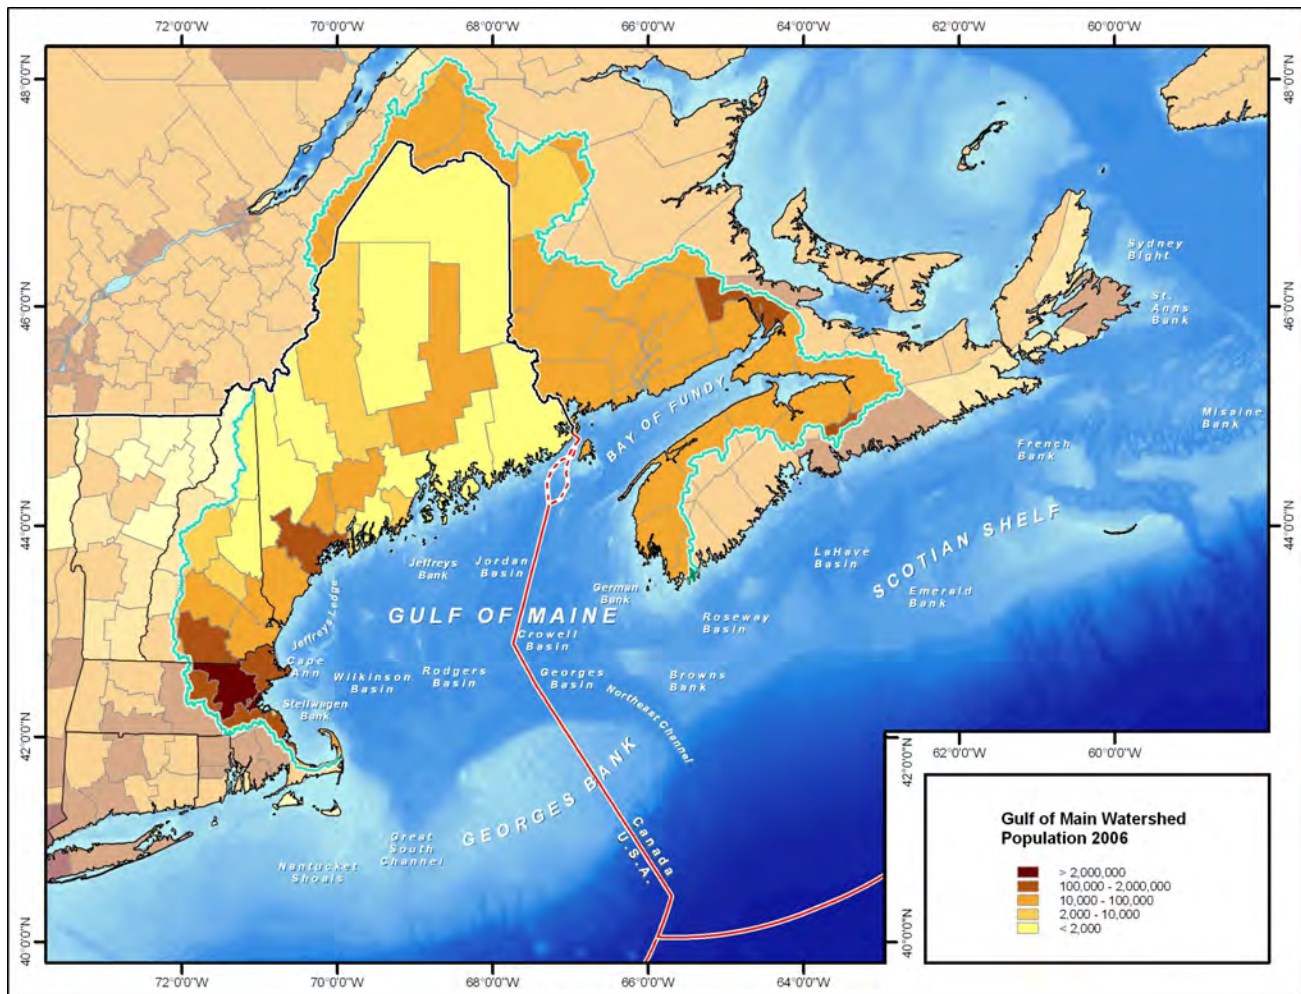 72°0'0"W 70°0'0"W 68°0'0"W 66°0'0"W 64°0'0"W 62°0'0"W 60°0'0"W
48°0'0"N
48°0'0"N
46°0'0"N
46°0'0"N
44°0'0"N
44°0'0"N
42°0'0"N
42°0'0"N
40°0'0"N
40°0'0"N
Sydney
Bight
St.
Anns
Bank
Misaine
Bank
French
Bank
BAY OF FUNDY
SCOTIAN SHELF
LaHave
Basin
Emerald
Bank
Jeffreys
Bank
Jordan
Basin
German
Bank
Roseway
Basin
Jeffreys Ledge
GULF OF MAINE
Crowell
Basin
Cape
Ann
Wilkinson
Basin
Rodgers
Basin
Georges
Basin
Browns
Bank
Northeast Channel
Stellwagen
Bank
GEORGES BANK
Great
South
Channel
Nantucket
Shoals
Canada
U.S.A.
62°0'0"W 60°0'0"W
Gulf of Main Watershed
Population 2006
> 2,000,000
100,000 - 2,000,000
10,000 - 100,000
2,000 - 10,000
< 2,000
72°0'0"W 70°0'0"W 68°0'0"W 66°0'0"W 64°0'0"W 62°0'0"W 60°0'0"W